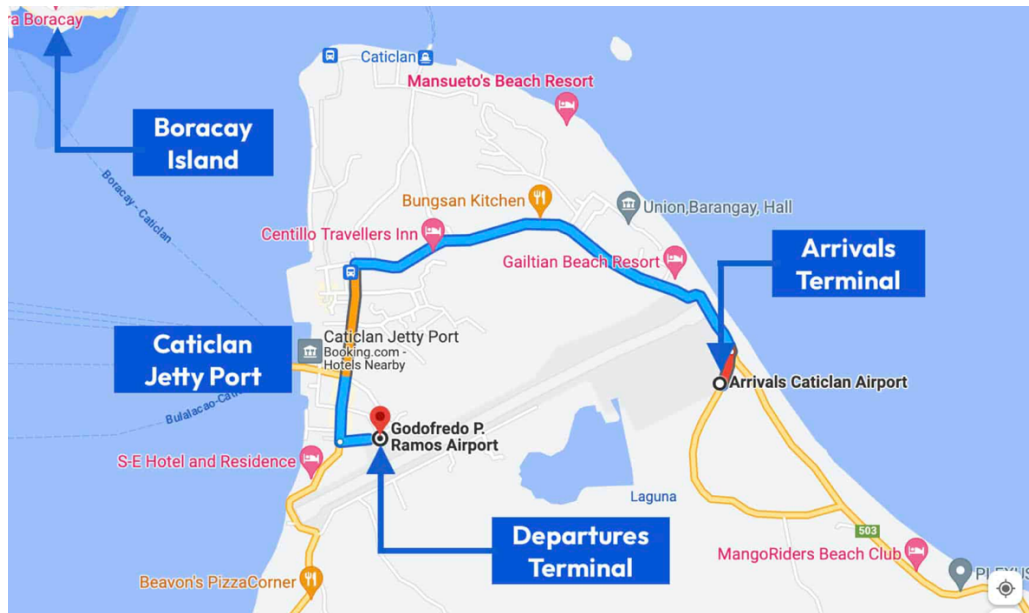 ra Boracay
Caticlan
Mansueto's Beach Resort
Boracay
Island
Boracay - Caticlan
Bungsan Kitchen
Union,Barangay, Hall
Centillo Travellers Inn
Gailtian Beach Resort
Arrivals
Terminal
Caticlan
Jetty Port
Caticlan Jetty Port
Booking.com -
Hotels Nearby
Arrivals Caticlan Airport
Godofredo P.
Ramos Airport
S-E Hotel and Residence
Laguna
Departures
Terminal
503
MangoRiders Beach Club
Beavon's PizzaCorner
PLEXUS